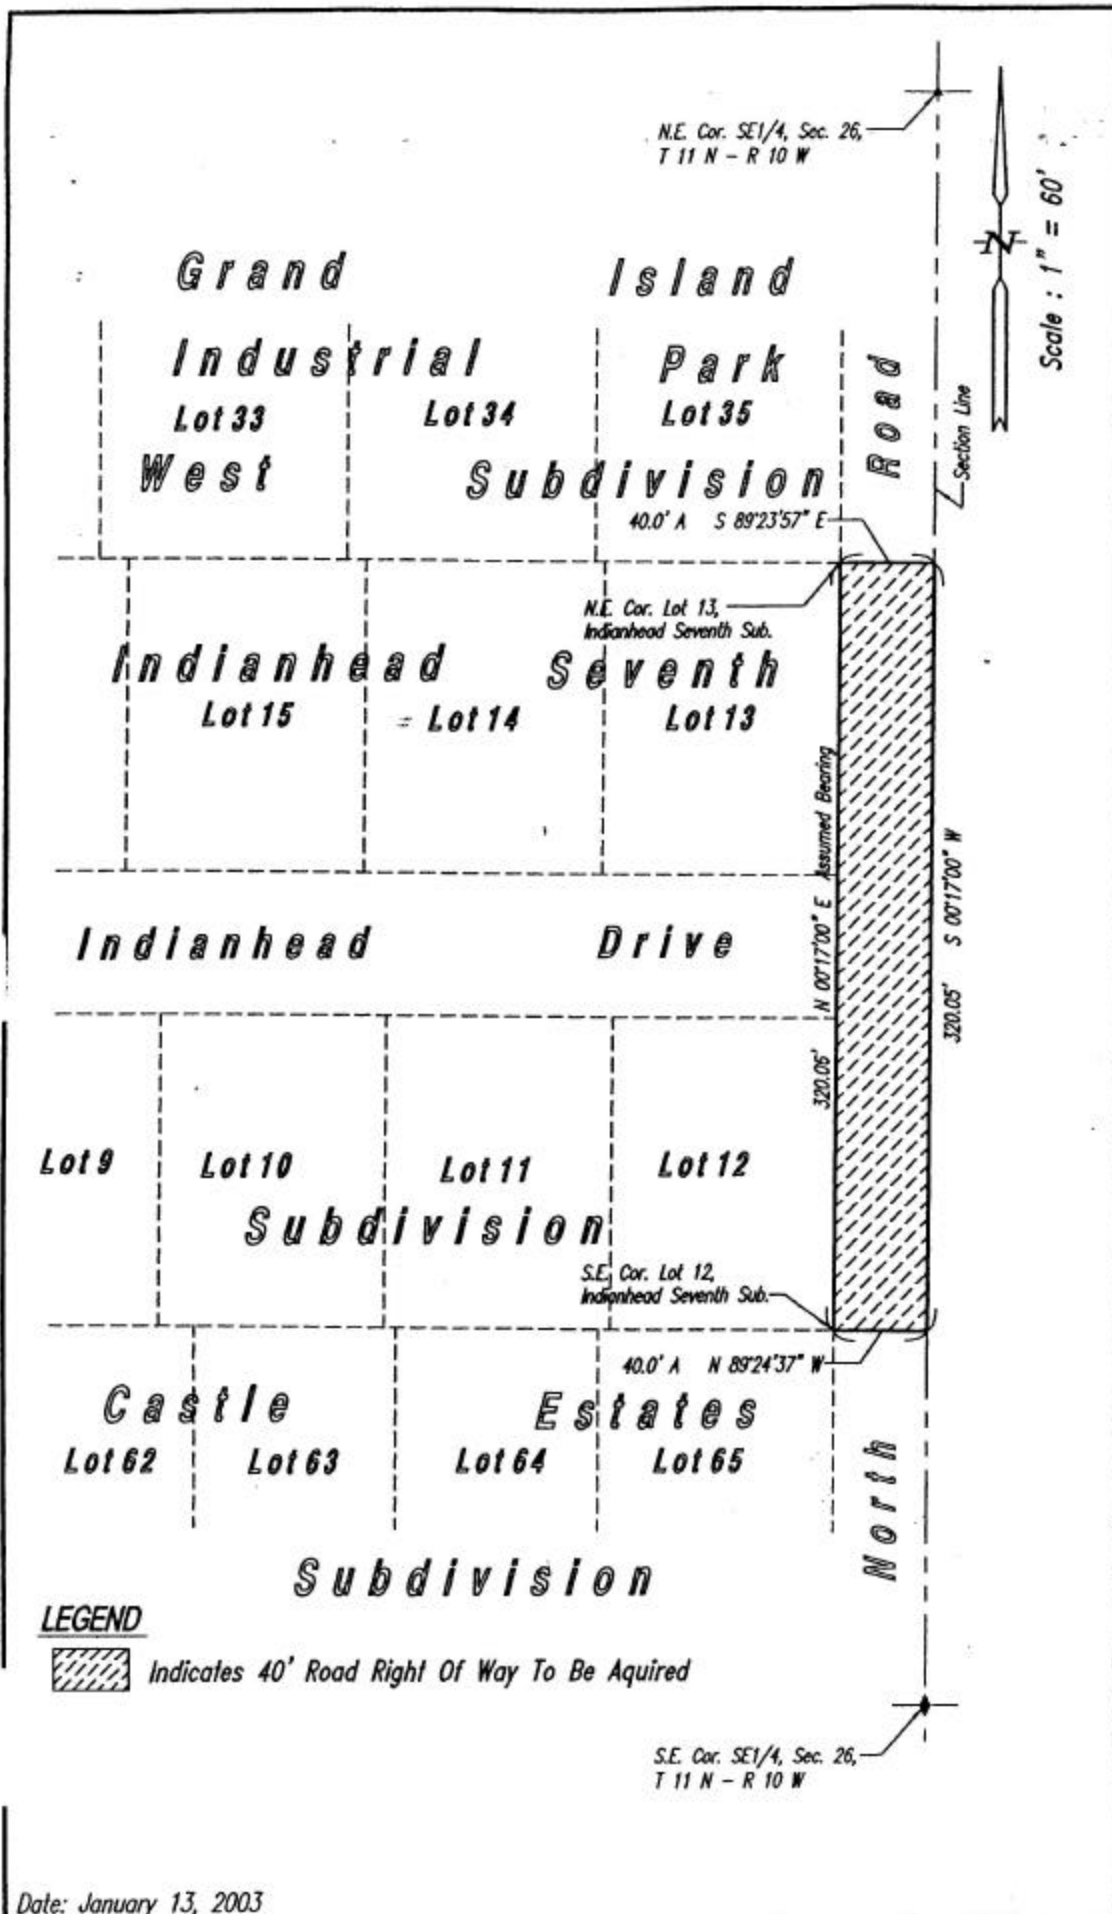 N.E. Cor. SE1/4, Sec. 26,
T 11 N - R 10 W
N
Scale : 1" = 60'
Grand Island
Industrial Park
Lot 33 Lot 34 Lot 35
West Subdivision
Road
Section Line
40.0' A S 89°23'57" E
N.E. Cor. Lot 13,
Indianhead Seventh Sub.
Indianhead Seventh
Lot 15 Lot 14 Lot 13
N 00°17'00" E Assumed Bearing
320.06'
320.05' S 00°17'00" W
Indianhead Drive
Lot 9 Lot 10 Lot 11 Lot 12
Subdivision
S.E. Cor. Lot 12,
Indianhead Seventh Sub.
40.0' A N 89°24'37" W
Castle Estates
Lot 62 Lot 63 Lot 64 Lot 65
North
Subdivision
LEGEND
Indicates 40' Road Right Of Way To Be Aquired
S.E. Cor. SE1/4, Sec. 26,
T 11 N - R 10 W
Date: January 13, 2003